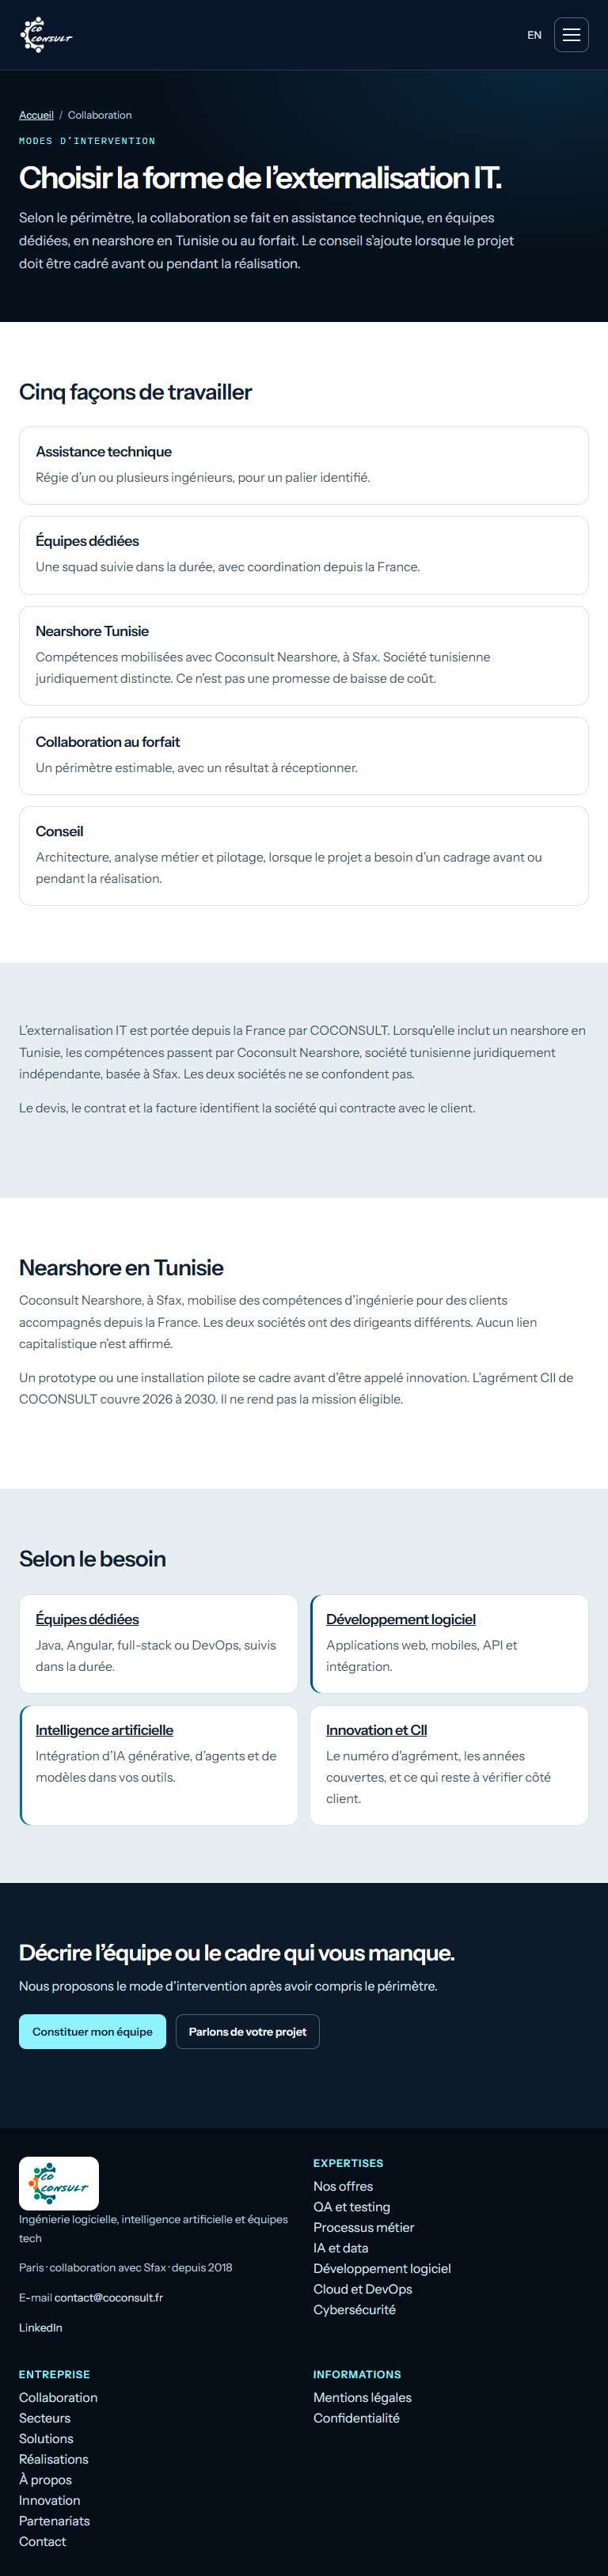 CO
CONSULT
EN
Accueil / Collaboration
MODES D'INTERVENTION
Choisir la forme de l'externalisation IT.
Selon le périmètre, la collaboration se fait en assistance technique, en équipes
dédiées, en nearshore en Tunisie ou au forfait. Le conseil s'ajoute lorsque le projet
doit être cadré avant ou pendant la réalisation.
Cinq façons de travailler
Assistance technique
Régie d'un ou plusieurs ingénieurs, pour un palier identifié.
Équipes dédiées
Une squad suivie dans la durée, avec coordination depuis la France.
Nearshore Tunisie
Compétences mobilisées avec Coconsult Nearshore, à Sfax. Société tunisienne
juridiquement distincte. Ce n'est pas une promesse de baisse de coût.
Collaboration au forfait
Un périmètre estimable, avec un résultat à réceptionner.
Conseil
Architecture, analyse métier et pilotage, lorsque le projet a besoin d'un cadrage avant ou
pendant la réalisation.
L'externalisation IT est portée depuis la France par COCONSULT. Lorsqu'elle inclut un nearshore en
Tunisie, les compétences passent par Coconsult Nearshore, société tunisienne juridiquement
indépendante, basée à Sfax. Les deux sociétés ne se confondent pas.
Le devis, le contrat et la facture identifient la société qui contracte avec le client.
Nearshore en Tunisie
Coconsult Nearshore, à Sfax, mobilise des compétences d'ingénierie pour des clients
accompagnés depuis la France. Les deux sociétés ont des dirigeants différents. Aucun lien
capitalistique n'est affirmé.
Un prototype ou une installation pilote se cadre avant d'être appelé innovation. L'agrément CII de
COCONSULT couvre 2026 à 2030. Il ne rend pas la mission éligible.
Selon le besoin
Équipes dédiées
Java, Angular, full-stack ou DevOps, suivis
dans la durée.
Développement logiciel
Applications web, mobiles, API et
intégration.
Intelligence artificielle
Intégration d'IA générative, d'agents et de
modèles dans vos outils.
Innovation et CII
Le numéro d'agrément, les années
couvertes, et ce qui reste à vérifier côté
client.
Décrire l'équipe ou le cadre qui vous manque.
Nous proposons le mode d'intervention après avoir compris le périmètre.
Constituer mon équipe
Parlons de votre projet
CO
CONSULT
Ingénierie logicielle, intelligence artificielle et équipes
tech
Paris · collaboration avec Sfax · depuis 2018
E-mail contact@coconsult.fr
LinkedIn
EXPERTISES
Nos offres
QA et testing
Processus métier
IA et data
Développement logiciel
Cloud et DevOps
Cybersécurité
ENTREPRISE
Collaboration
Secteurs
Solutions
Réalisations
À propos
Innovation
Partenariats
Contact
INFORMATIONS
Mentions légales
Confidentialité